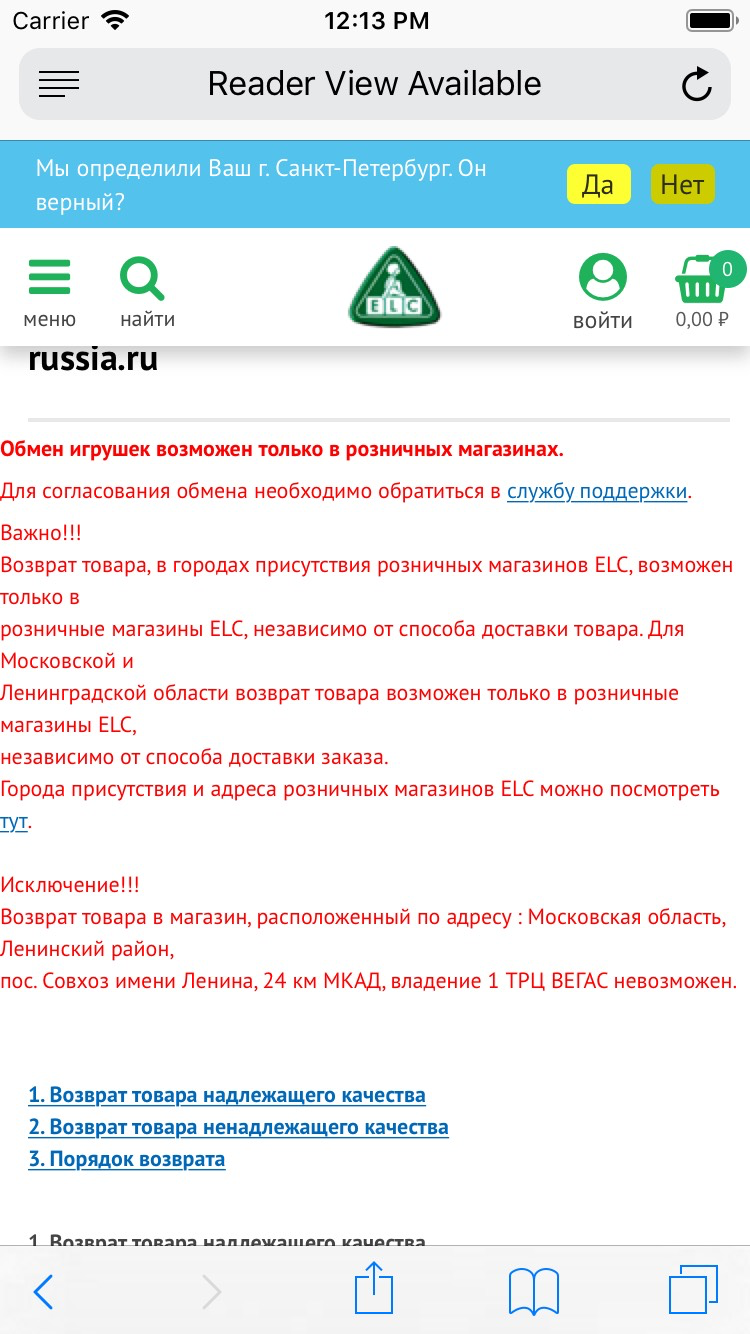 Carrier 12:13 PM
Reader View Available
Мы определили Ваш г. Санкт-Петербург. Он
верный?
Да Нет
0
ELC
меню найти войти 0,00 ₽
russia.ru
Обмен игрушек возможен только в розничных магазинах.
Для согласования обмена необходимо обратиться в службу поддержки.
Важно!!!
Возврат товара, в городах присутствия розничных магазинов ELC, возможен
только в
розничные магазины ELC, независимо от способа доставки товара. Для
Московской и
Ленинградской области возврат товара возможен только в розничные
магазины ELC,
независимо от способа доставки заказа.
Города присутствия и адреса розничных магазинов ELC можно посмотреть
тут.
Исключение!!!
Возврат товара в магазин, расположенный по адресу : Московская область,
Ленинский район,
пос. Совхоз имени Ленина, 24 км МКАД, владение 1 ТРЦ ВЕГАС невозможен.
1. Возврат товара надлежащего качества
2. Возврат товара ненадлежащего качества
3. Порядок возврата
1. Возврат товара надлежащего качества